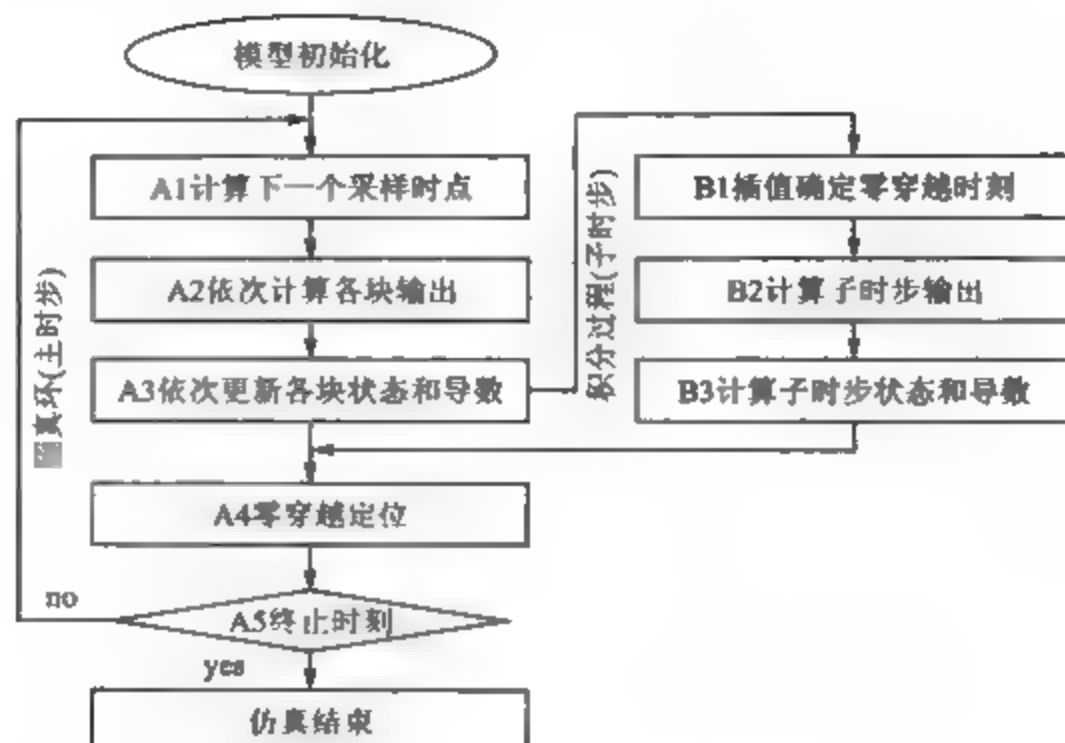 模型初始化
A1计算下一个采样时点
A2依次计算各块输出
A3依次更新各块状态和导数
A4零穿越定位
A5终止时刻
no
yes
仿真结束
真环(主时步)
积分过程(子时步)
B1插值确定零穿越时刻
B2计算子时步输出
B3计算子时步状态和导数